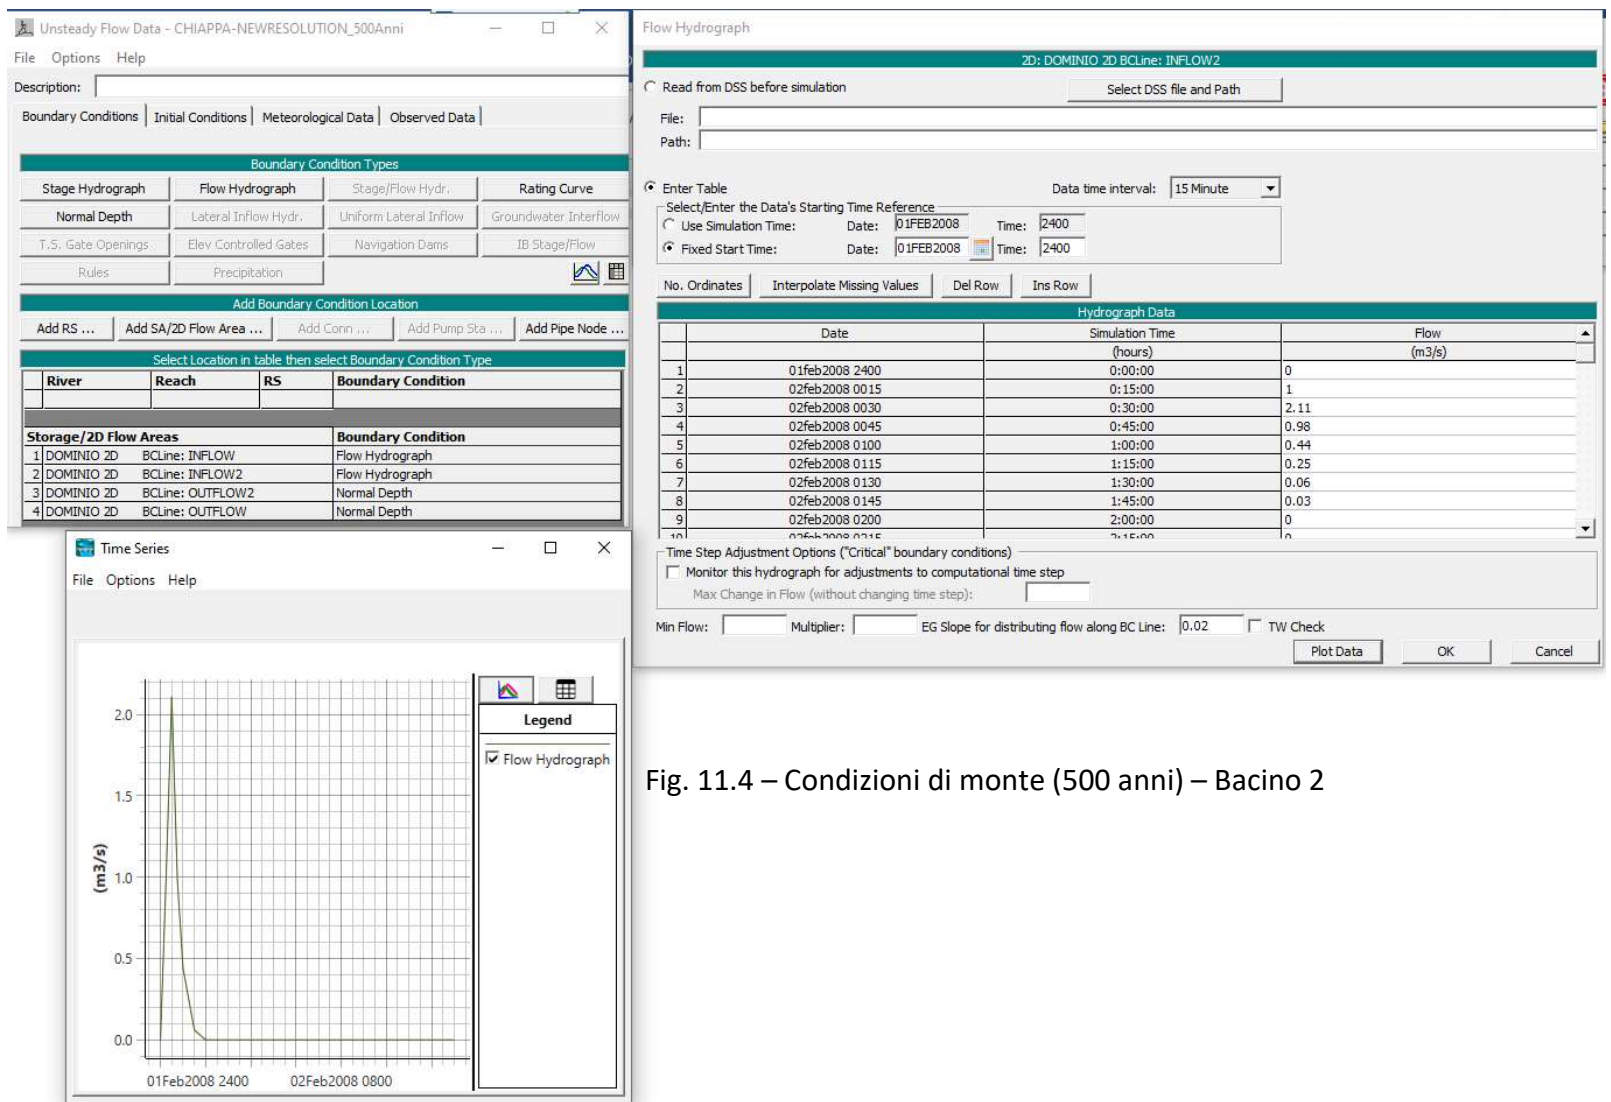 Unsteady Flow Data - CHIAPPA-NEWRESOLUTION_500Anni
File Options Help
Description:
Boundary Conditions Initial Conditions Meteorological Data Observed Data
Boundary Condition Types
Stage Hydrograph Flow Hydrograph Stage/Flow Hydr. Rating Curve
Normal Depth Lateral Inflow Hydr. Uniform Lateral Inflow Groundwater Interflow
T.S. Gate Openings Elev Controlled Gates Navigation Dams IB Stage/Flow
Rules Precipitation
Add Boundary Condition Location
Add RS ... Add SA/2D Flow Area ... Add Conn ... Add Pump Sta ... Add Pipe Node ...
Select Location in table then select Boundary Condition Type
River Reach RS Boundary Condition
Storage/2D Flow Areas Boundary Condition
1 DOMINIO 2D BCLine: INFLOW Flow Hydrograph
2 DOMINIO 2D BCLine: INFLOW2 Flow Hydrograph
3 DOMINIO 2D BCLine: OUTFLOW2 Normal Depth
4 DOMINIO 2D BCLine: OUTFLOW Normal Depth
Flow Hydrograph
2D: DOMINIO 2D BCLine: INFLOW2
Read from DSS before simulation Select DSS file and Path
File:
Path:
Enter Table Data time interval: 15 Minute
Select/Enter the Data's Starting Time Reference
Use Simulation Time: Date: 01FEB2008 Time: 2400
Fixed Start Time: Date: 01FEB2008 Time: 2400
No. Ordinates Interpolate Missing Values Del Row Ins Row
Hydrograph Data
Date Simulation Time Flow
(hours) (m3/s)
1 01feb2008 2400 0:00:00 0
2 02feb2008 0015 0:15:00 1
3 02feb2008 0030 0:30:00 2.11
4 02feb2008 0045 0:45:00 0.98
5 02feb2008 0100 1:00:00 0.44
6 02feb2008 0115 1:15:00 0.25
7 02feb2008 0130 1:30:00 0.06
8 02feb2008 0145 1:45:00 0.03
9 02feb2008 0200 2:00:00 0
10 02feb2008 0215 2:15:00 0
Time Step Adjustment Options ("Critical" boundary conditions)
Monitor this hydrograph for adjustments to computational time step
Max Change in Flow (without changing time step):
Min Flow: Multiplier: EG Slope for distributing flow along BC Line: 0.02 TW Check
Plot Data OK Cancel
Time Series
File Options Help
2.0
1.5
1.0
0.5
0.0
(m3/s)
01Feb2008 2400 02Feb2008 0800
Legend
Flow Hydrograph
Fig. 11.4 – Condizioni di monte (500 anni) – Bacino 2